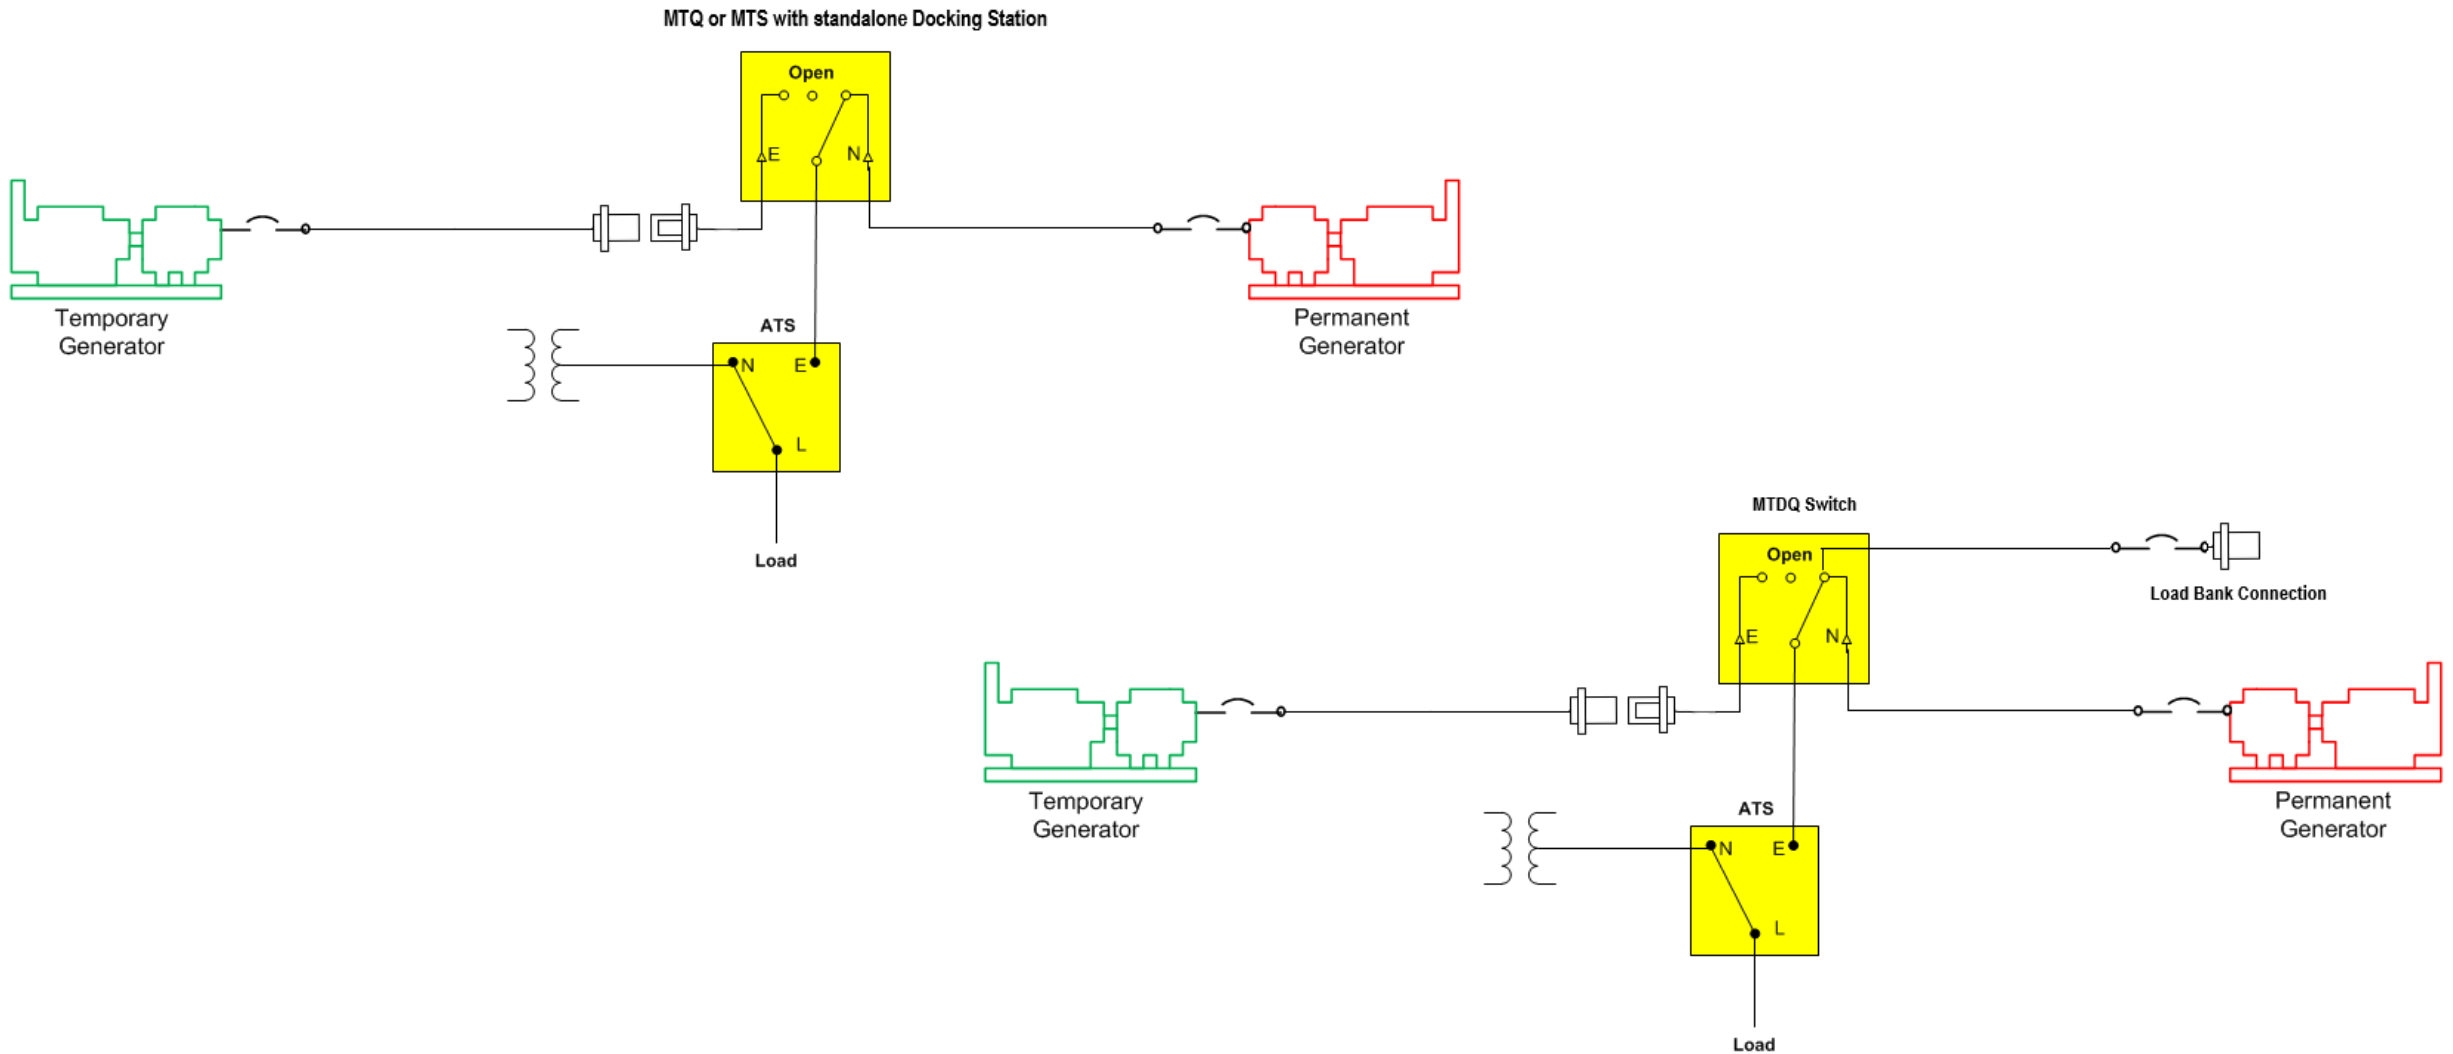 MTQ or MTS with standalone Docking Station
Open
E
N
Temporary
Generator
Permanent
Generator
ATS
N
E
L
Load
MTDQ Switch
Open
Load Bank Connection
E
N
Temporary
Generator
Permanent
Generator
ATS
N
E
L
Load